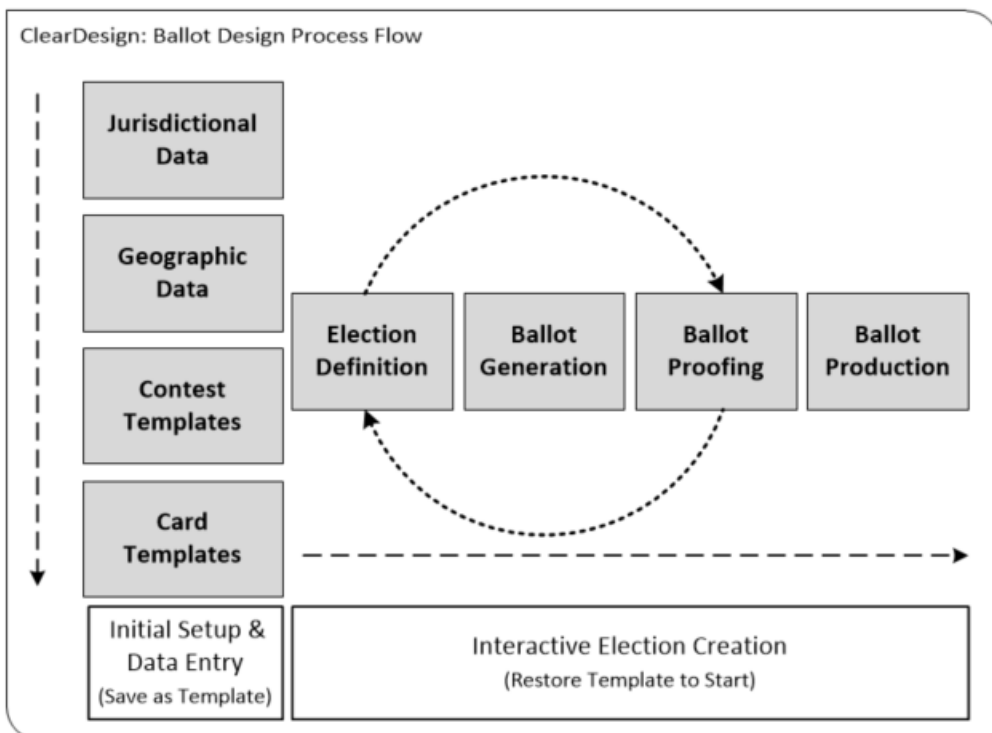 ClearDesign: Ballot Design Process Flow
Jurisdictional
Data
Geographic
Data
Contest
Templates
Card
Templates
Election
Definition
Ballot
Generation
Ballot
Proofing
Ballot
Production
Initial Setup &
Data Entry
(Save as Template)
Interactive Election Creation
(Restore Template to Start)